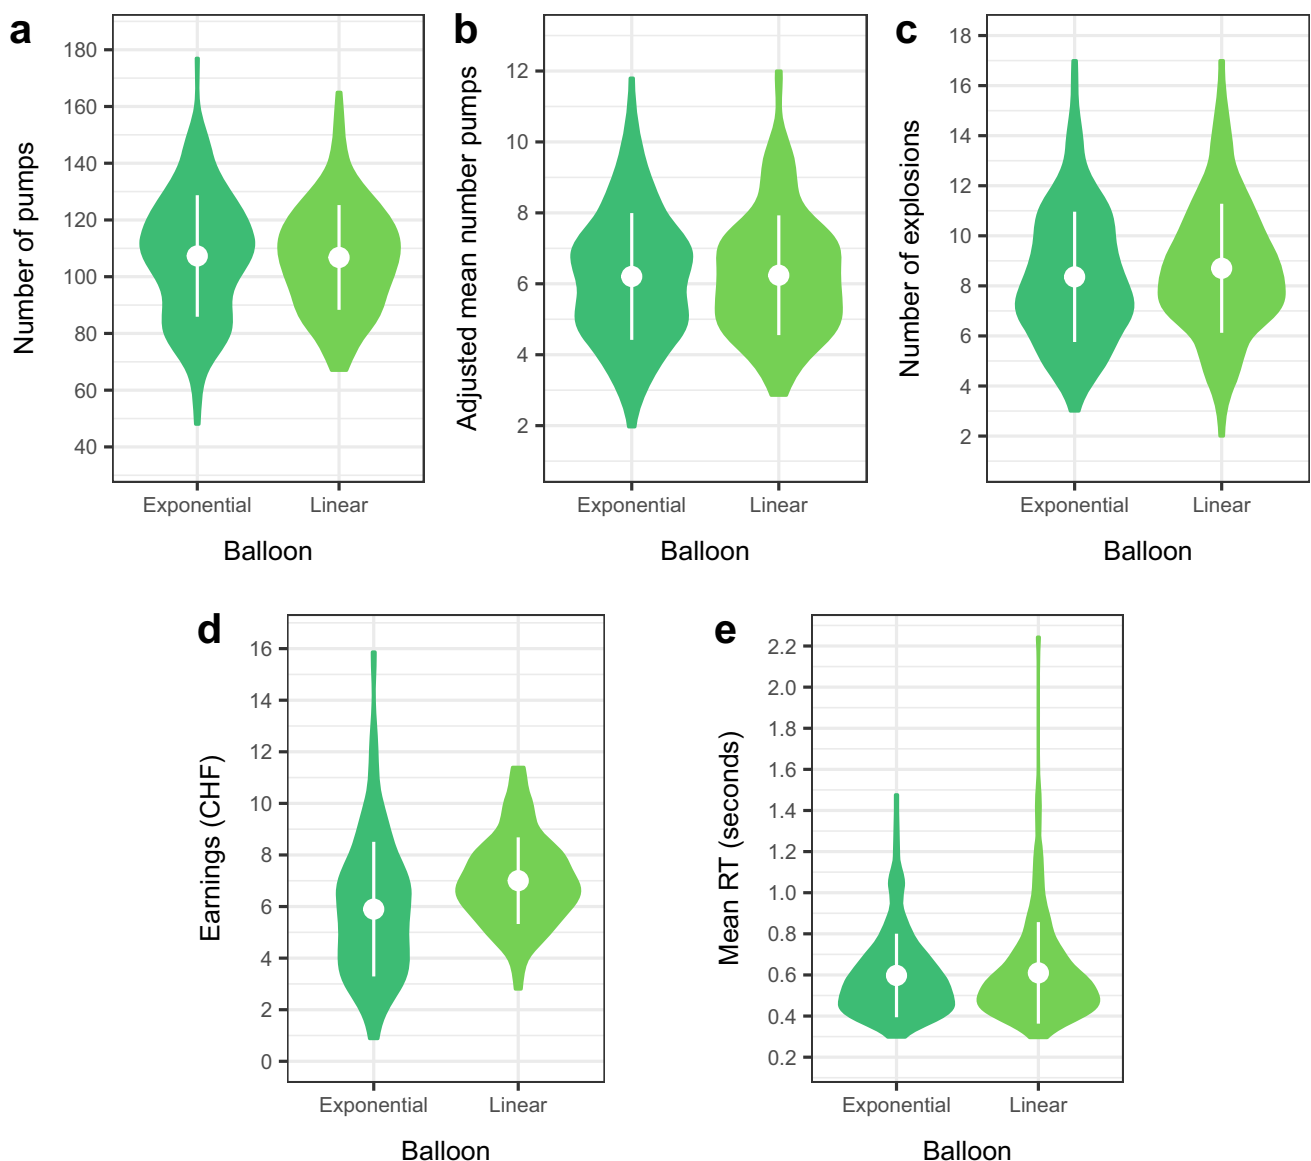 a
Number of pumps
180
160
140
120
100
80
60
40
Exponential Linear
Balloon
b
Adjusted mean number pumps
12
10
8
6
4
2
Exponential Linear
Balloon
c
Number of explosions
18
16
14
12
10
8
6
4
2
Exponential Linear
Balloon
d
Earnings (CHF)
16
14
12
10
8
6
4
2
0
Exponential Linear
Balloon
e
Mean RT (seconds)
2.2
2.0
1.8
1.6
1.4
1.2
1.0
0.8
0.6
0.4
0.2
Exponential Linear
Balloon